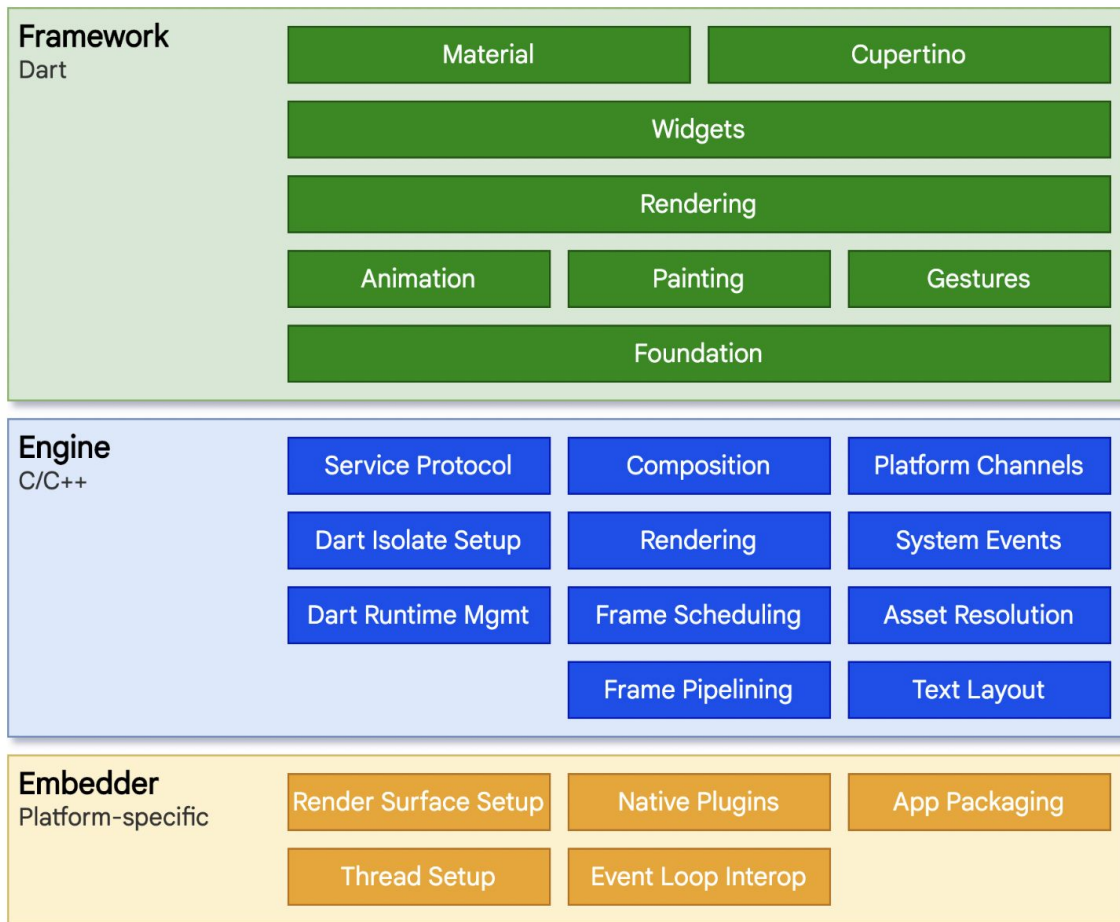 Framework
Dart
Material
Cupertino
Widgets
Rendering
Animation
Painting
Gestures
Foundation
Engine
C/C++
Service Protocol
Composition
Platform Channels
Dart Isolate Setup
Rendering
System Events
Dart Runtime Mgmt
Frame Scheduling
Asset Resolution
Frame Pipelining
Text Layout
Embedder
Platform-specific
Render Surface Setup
Native Plugins
App Packaging
Thread Setup
Event Loop Interop